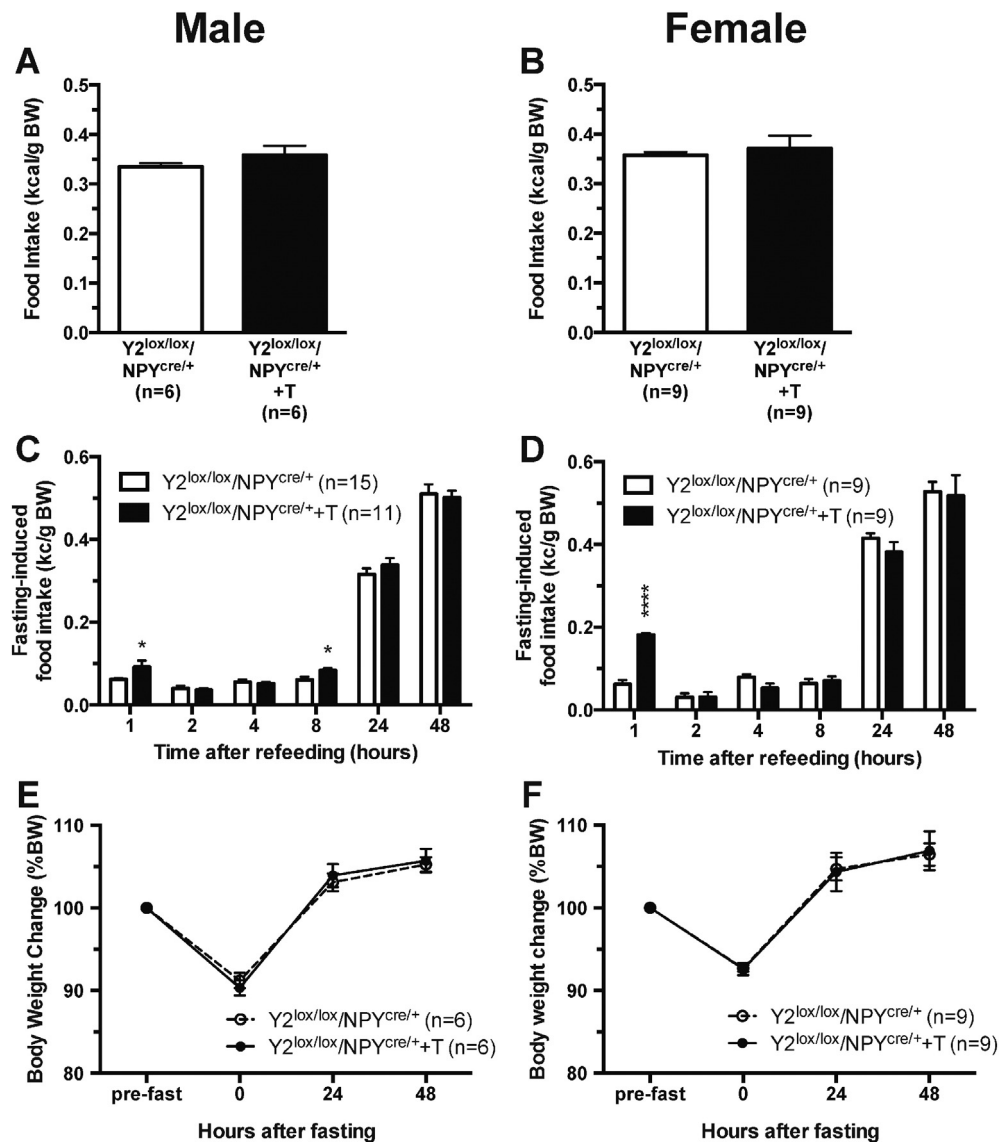 Male
Female
A
Food Intake (kcal/g BW)
0.5
0.4
0.3
0.2
0.1
0.0
Y2lox/lox/
NPYcre/+
(n=6)
Y2lox/lox/
NPYcre/+
+T
(n=6)
B
Food Intake (kcal/g BW)
0.5
0.4
0.3
0.2
0.1
0.0
Y2lox/lox/
NPYcre/+
(n=9)
Y2lox/lox/
NPYcre/+
+T
(n=9)
C
Fasting-induced
food intake (kc/g BW)
0.6
0.4
0.2
0.0
Y2lox/lox/NPYcre/+ (n=15)
Y2lox/lox/NPYcre/++T (n=11)
*
*
1 2 4 8 24 48
Time after refeeding (hours)
D
Fasting-induced
food intake (kc/g BW)
0.6
0.4
0.2
0.0
Y2lox/lox/NPYcre/+ (n=9)
Y2lox/lox/NPYcre/++T (n=9)
****
1 2 4 8 24 48
Time after refeeding (hours)
E
Body Weight Change (%BW)
110
100
90
80
Y2lox/lox/NPYcre/+ (n=6)
Y2lox/lox/NPYcre/++T (n=6)
pre-fast 0 24 48
Hours after fasting
F
Body weight change (%BW)
110
100
90
80
Y2lox/lox/NPYcre/+ (n=9)
Y2lox/lox/NPYcre/++T (n=9)
pre-fast 0 24 48
Hours after fasting